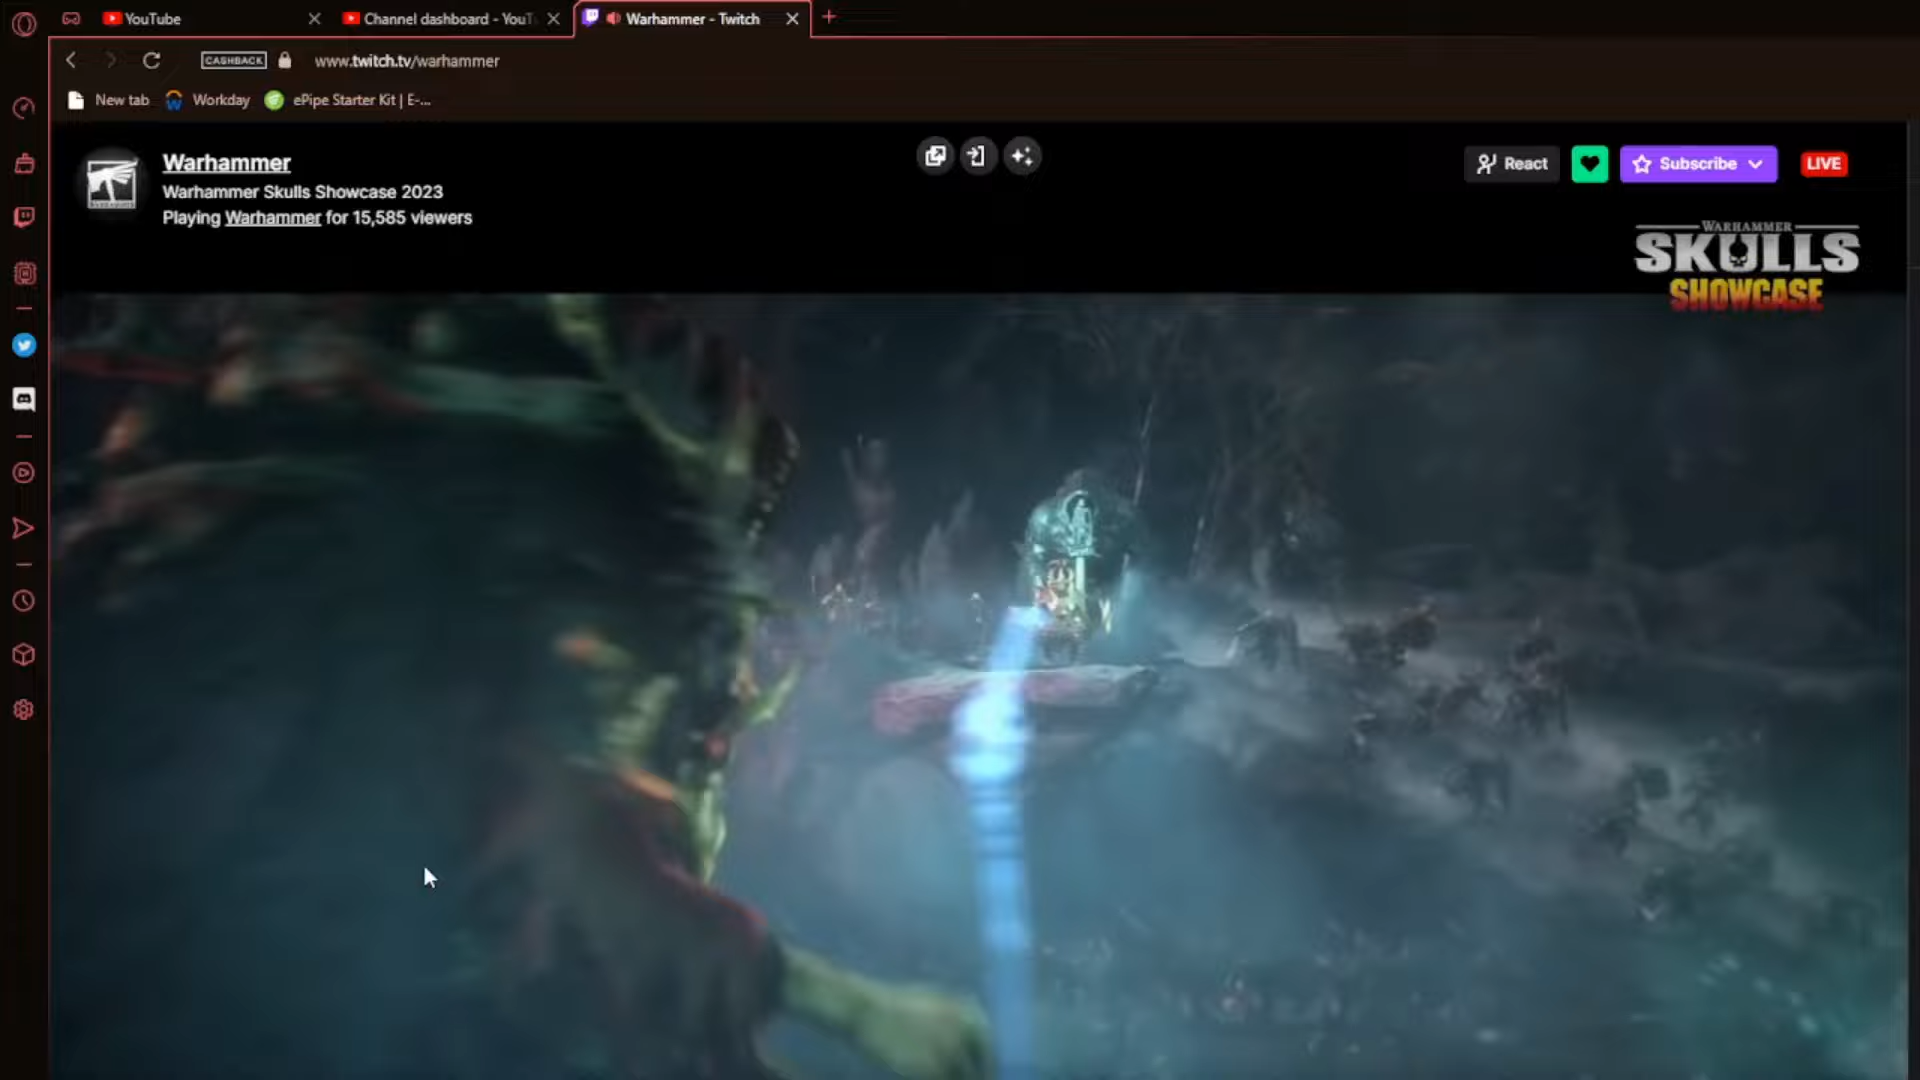 YouTube
Channel dashboard - YouT
Warhammer - Twitch
CASHBACK
www.twitch.tv/warhammer
New tab
Workday
ePipe Starter Kit | E-...
Warhammer
Warhammer Skulls Showcase 2023
Playing Warhammer for 15,585 viewers
React
Subscribe
LIVE
WARHAMMER
SKULLS
SHOWCASE